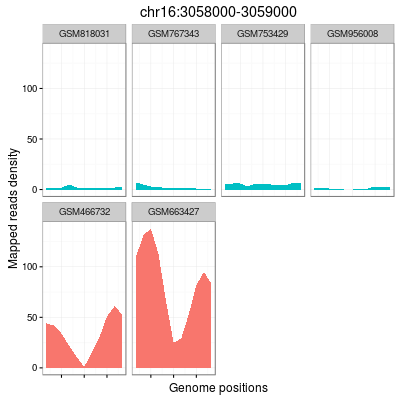 chr16:3058000-3059000
GSM818031 GSM767343 GSM753429 GSM956008
100
50
0
GSM466732 GSM663427
100
50
0
Mapped reads density
Genome positions